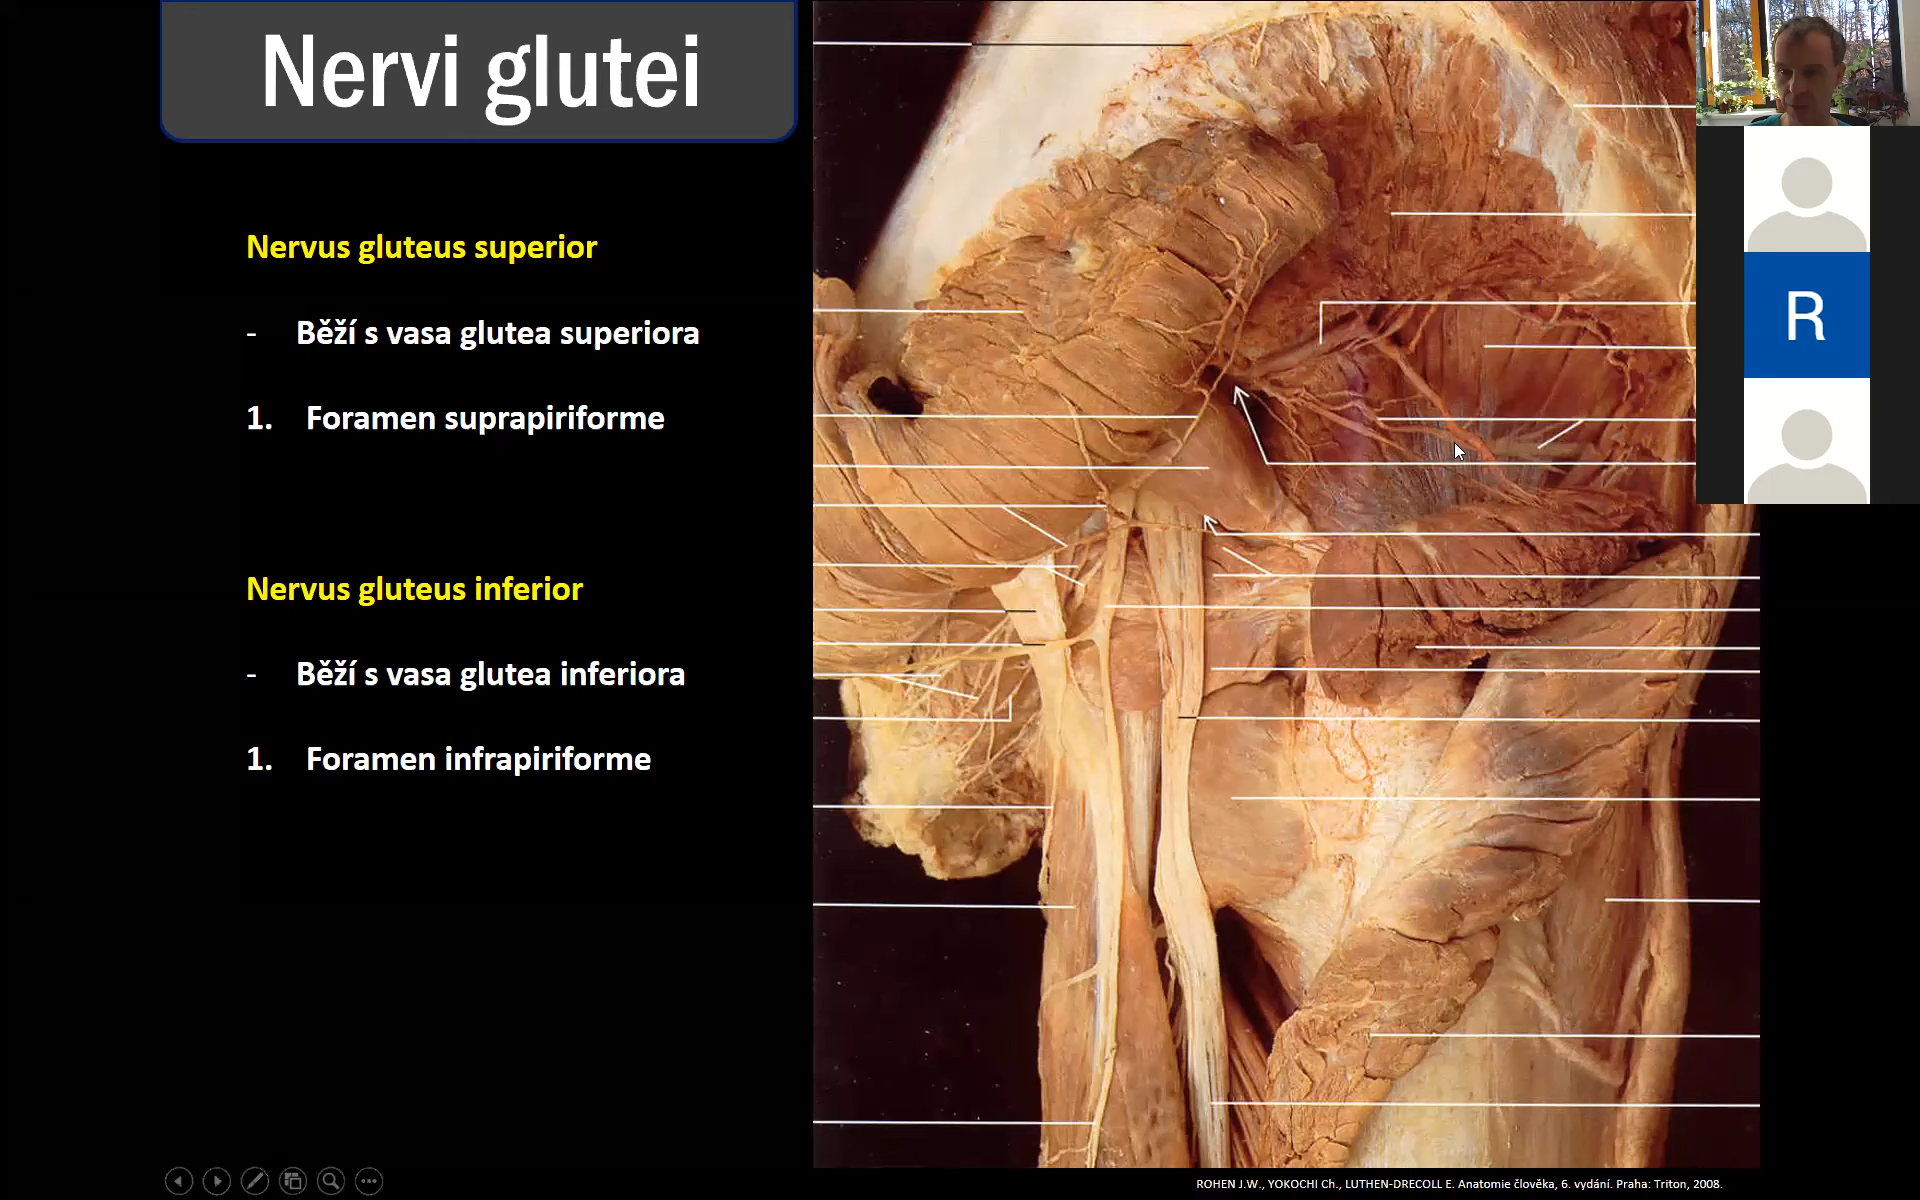 Nervi glutei
Nervus gluteus superior
- Běží s vasa glutea superiora
1. Foramen suprapiriforme
Nervus gluteus inferior
- Běží s vasa glutea inferiora
1. Foramen infrapiriforme
R
ROHEN J.W., YOKOCHI Ch., LUTHEN-DRECOLL E. Anatomie člověka, 6. vydání. Praha: Triton, 2008.